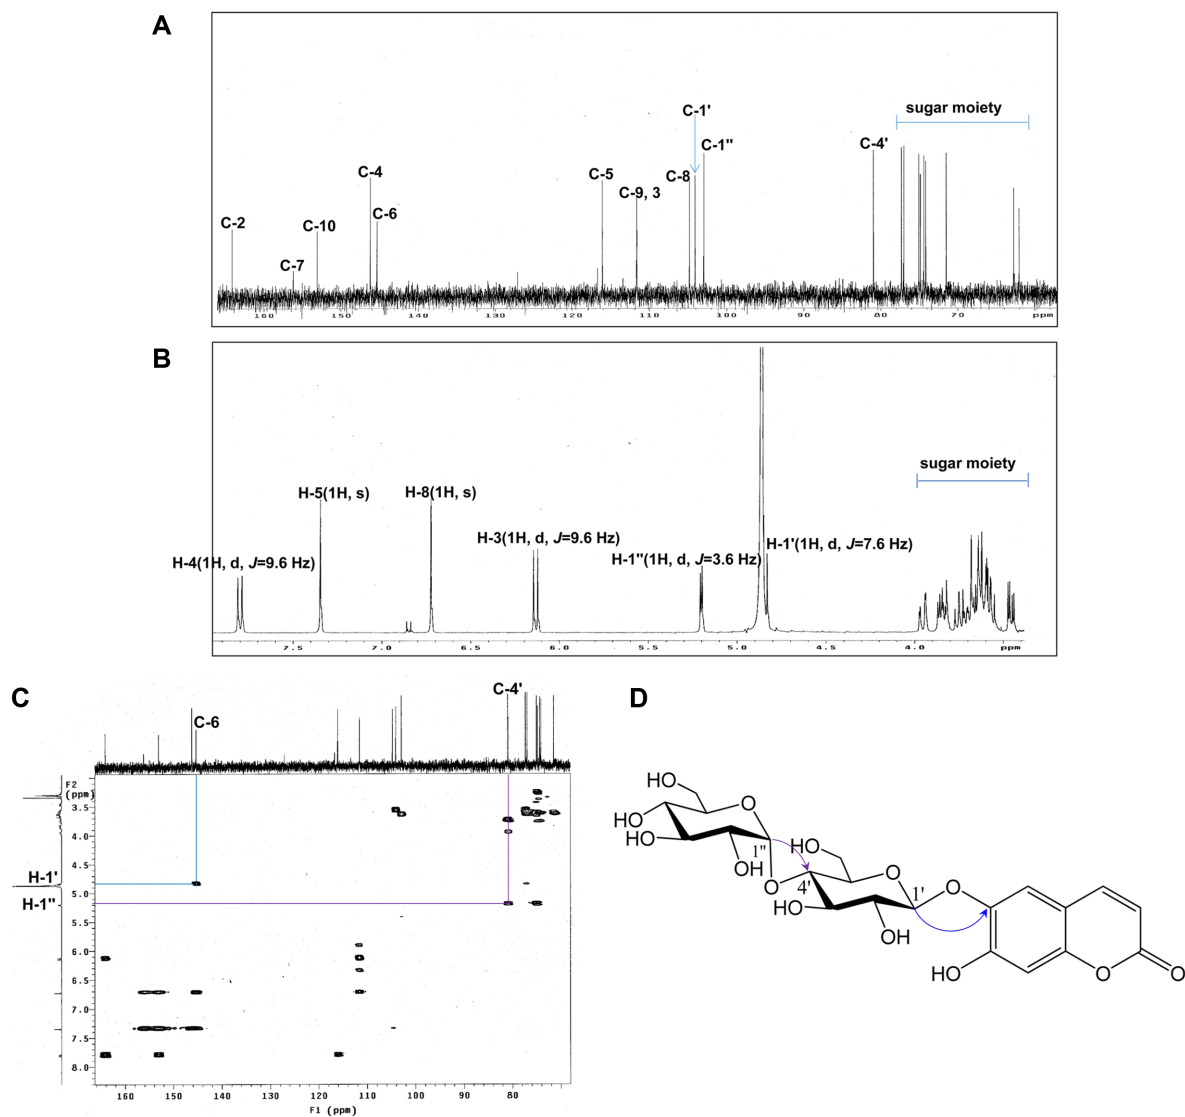 A
sugar moiety
C-1'
C-1"
C-4'
C-4
C-5
C-8
C-9, 3
C-6
C-2
C-10
C-7
160 150 140 130 120 110 100 90 80 70 ppm
B
sugar moiety
H-5(1H, s)
H-8(1H, s)
H-3(1H, d, J=9.6 Hz)
H-1'(1H, d, J=7.6 Hz)
H-4(1H, d, J=9.6 Hz)
H-1"(1H, d, J=3.6 Hz)
7.5 7.0 6.5 6.0 5.5 5.0 4.5 4.0 ppm
C
C-4'
C-6
F2
(ppm)
3.5
4.0
4.5
H-1'
5.0
H-1"
5.5
6.0
6.5
7.0
7.5
8.0
160 150 140 130 120 110 100 90 80
F1 (ppm)
D
HO
HO
O
HO
HO
1"
OH
HO
O
4'
O
1'
O
HO
OH
HO
O
O